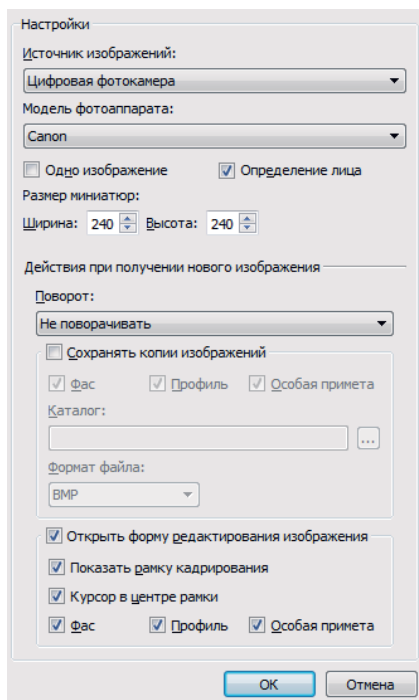 Настройки
Источник изображений:
Цифровая фотокамера
Модель фотоаппарата:
Canon
Одно изображение Определение лица
Размер миниатюр:
Ширина: 240 Высота: 240
Действия при получении нового изображения
Поворот:
Не поворачивать
Сохранять копии изображений
Фас Профиль Особая примета
Каталог:
...
Формат файла:
BMP
Открыть форму редактирования изображения
Показать рамку кадрирования
Курсор в центре рамки
Фас Профиль Особая примета
ОК Отмена